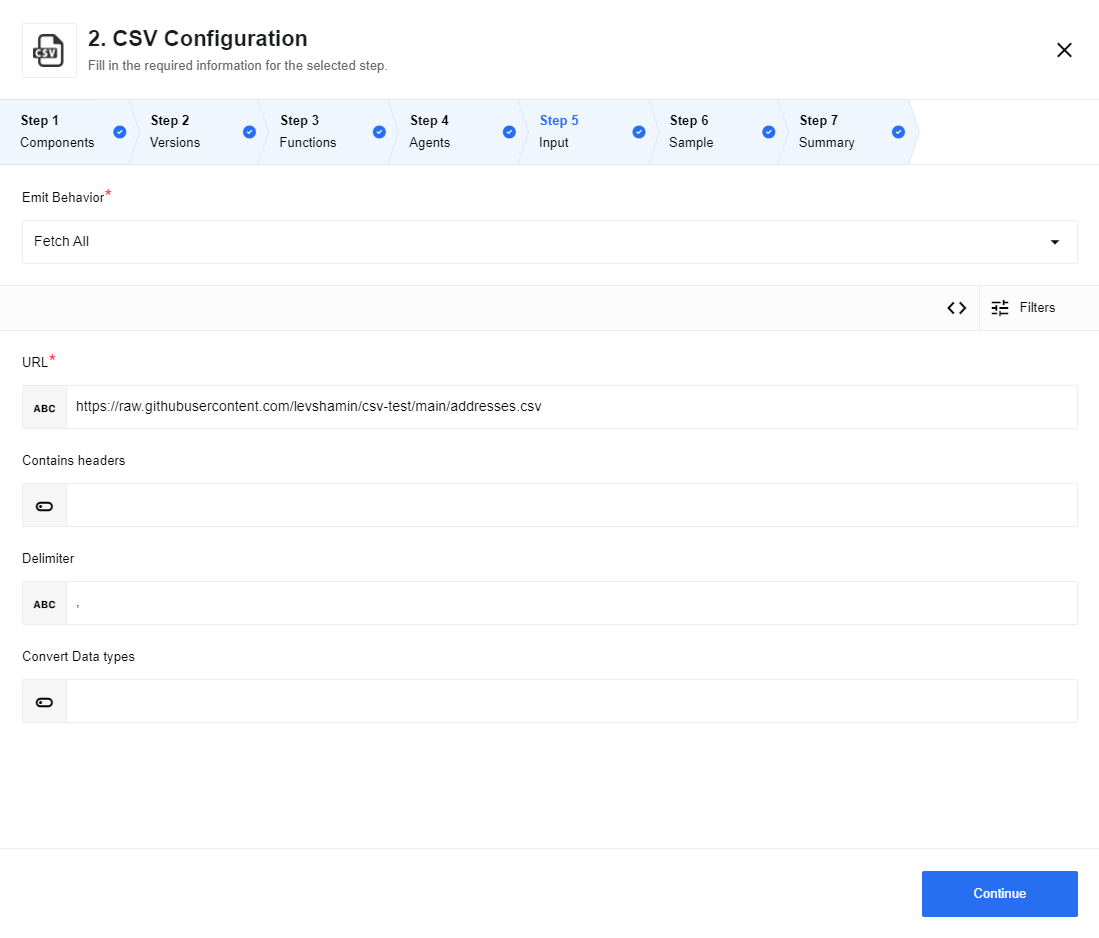 CSV
2. CSV Configuration
Fill in the required information for the selected step.
Step 1
Components
Step 2
Versions
Step 3
Functions
Step 4
Agents
Step 5
Input
Step 6
Sample
Step 7
Summary
Emit Behavior*
Fetch All
Filters
URL*
ABC
https://raw.githubusercontent.com/levshamin/csv-test/main/addresses.csv
Contains headers
Delimiter
ABC
,
Convert Data types
Continue